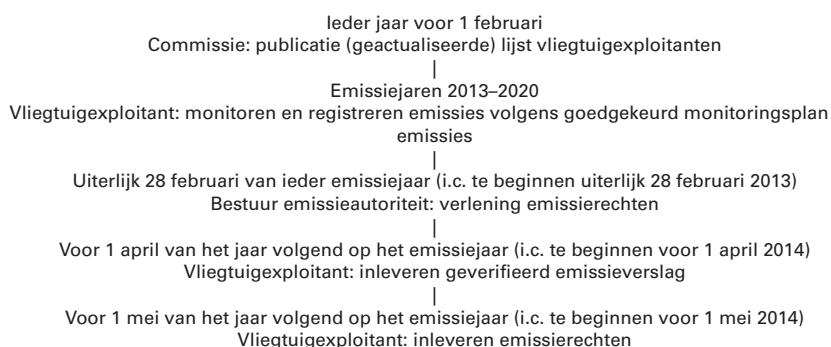 Ieder jaar voor 1 februari
Commissie: publicatie (geactualiseerde) lijst vliegtuigexploitanten
|
Emissiejaren 2013–2020
Vliegtuigexploitant: monitoren en registreren emissies volgens goedgekeurd monitoringsplan
emissies
|
Uiterlijk 28 februari van ieder emissiejaar (i.c. te beginnen uiterlijk 28 februari 2013)
Bestuur emissieautoriteit: verlening emissierechten
|
Voor 1 april van het jaar volgend op het emissiejaar (i.c. te beginnen voor 1 april 2014)
Vliegtuigexploitant: inleveren geverifieerd emissieverslag
|
Voor 1 mei van het jaar volgend op het emissiejaar (i.c. te beginnen voor 1 mei 2014)
Vliegtuigexploitant: inleveren emissierechten